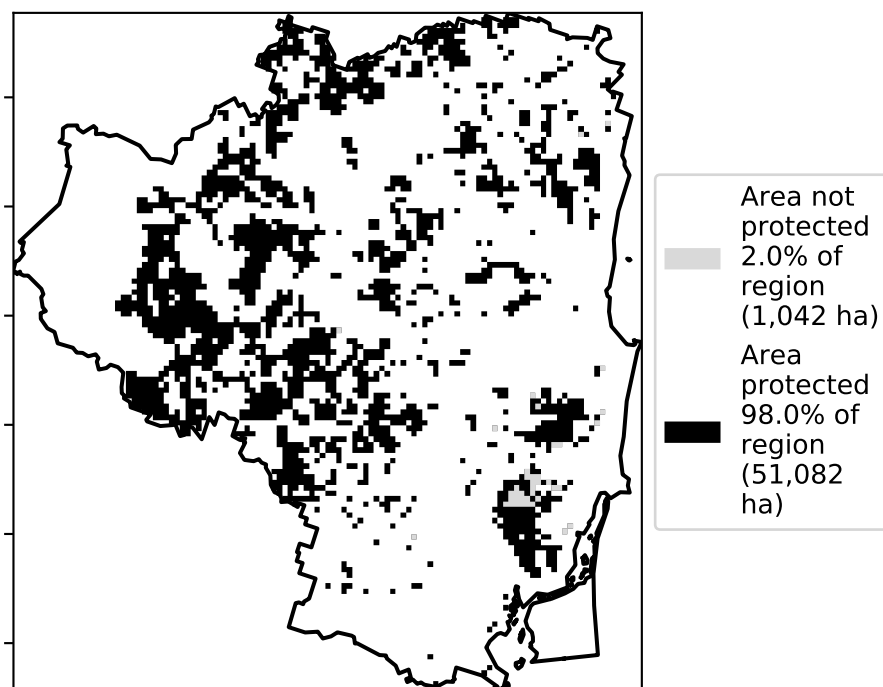 Area not
protected
2.0% of
region
(1,042 ha)
Area
protected
98.0% of
region
(51,082
ha)